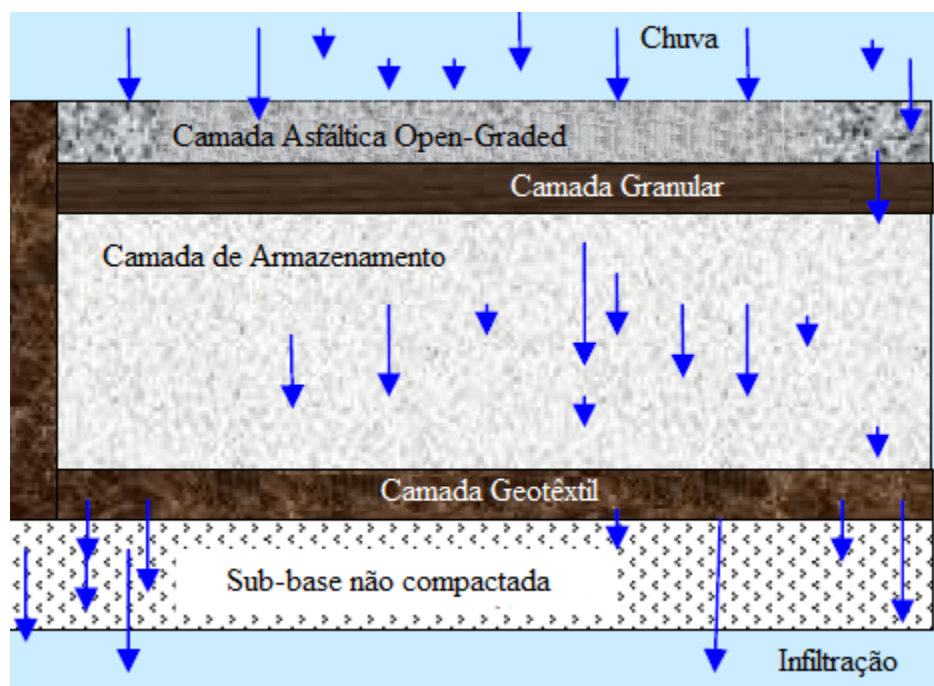 Chuva
Camada Asfáltica Open-Graded
Camada Granular
Camada de Armazenamento
Camada Geotêxtil
Sub-base não compactada
Infiltração